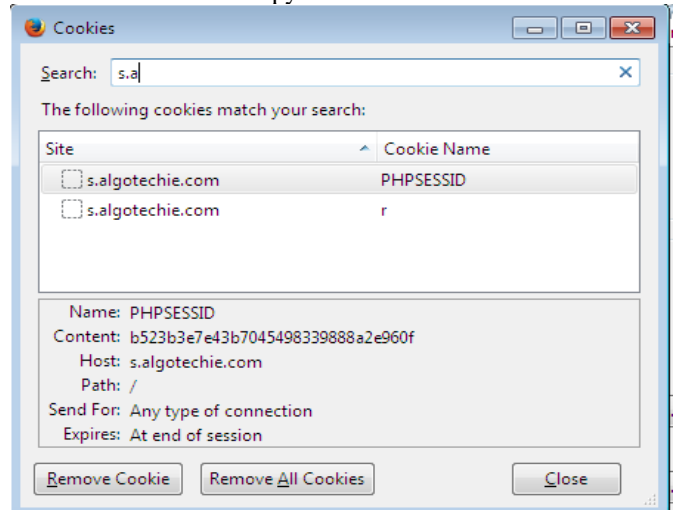 Cookies
Search: s.a
The following cookies match your search:
Site Cookie Name
s.algotechie.com PHPSESSID
s.algotechie.com r
Name: PHPSESSID
Content: b523b3e7e43b7045498339888a2e960f
Host: s.algotechie.com
Path: /
Send For: Any type of connection
Expires: At end of session
Remove Cookie Remove All Cookies Close